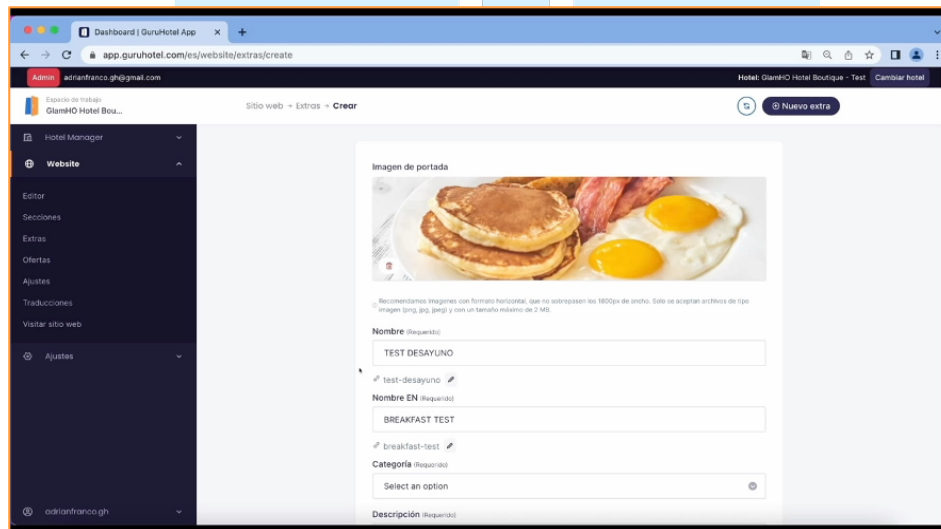 Dashboard | GuruHotel App
app.guruhotel.com/es/website/extras/create
Admin adrianfranco.gh@gmail.com
Hotel: GlamHO Hotel Boutique - Test Cambiar hotel
Espacio de trabajo
GlamHO Hotel Bou...
Sitio web → Extras → Crear
Nuevo extra
Hotel Manager
Website
Editor
Secciones
Extras
Ofertas
Ajustes
Traducciones
Visitar sitio web
Ajustes
adrianfranco.gh
Imagen de portada
Recomendamos imagenes con formato horizontal, que no sobrepasen los 1800px de ancho. Solo se aceptan archivos de tipo
imagen (png, jpg, jpeg) y con un tamaño máximo de 2 MB.
Nombre (Requerido)
TEST DESAYUNO
test-desayuno
Nombre EN (Requerido)
BREAKFAST TEST
breakfast-test
Categoría (Requerido)
Select an option
Descripción (Requerido)